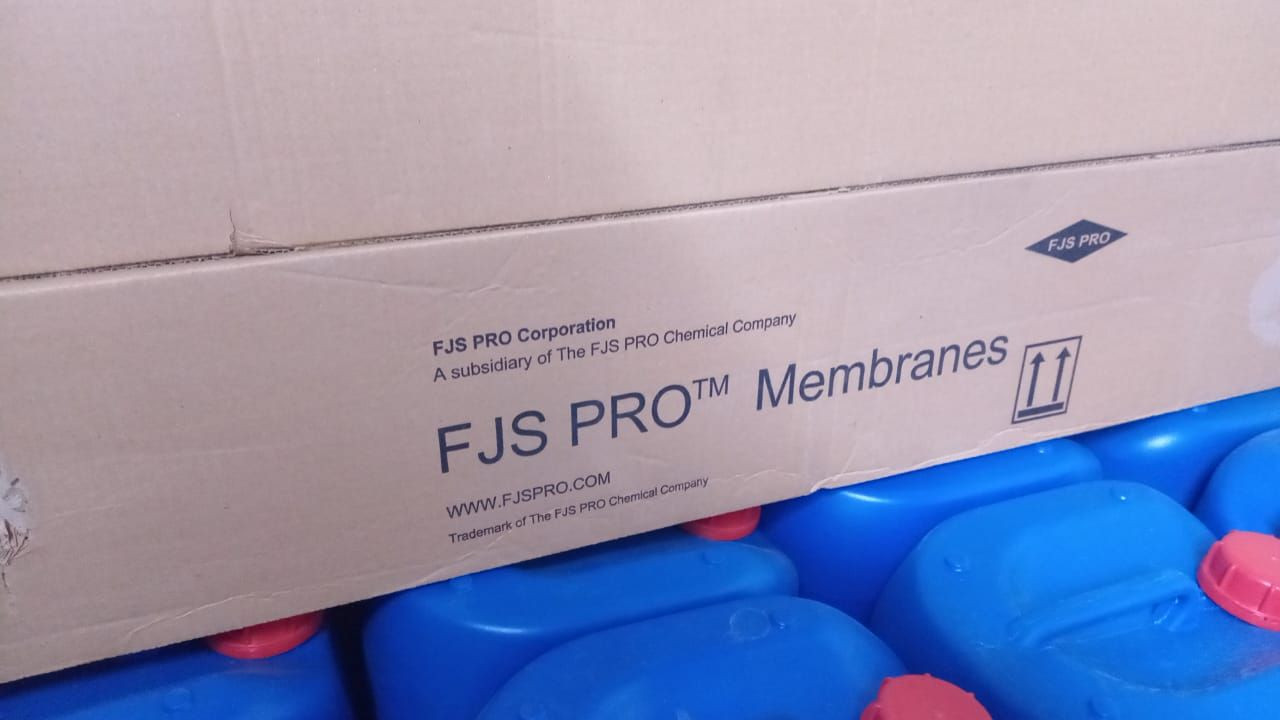 FJS PRO
FJS PRO Corporation
A subsidiary of The FJS PRO Chemical Company
FJS PRO™ Membranes
WWW.FJSPRO.COM
Trademark of The FJS PRO Chemical Company